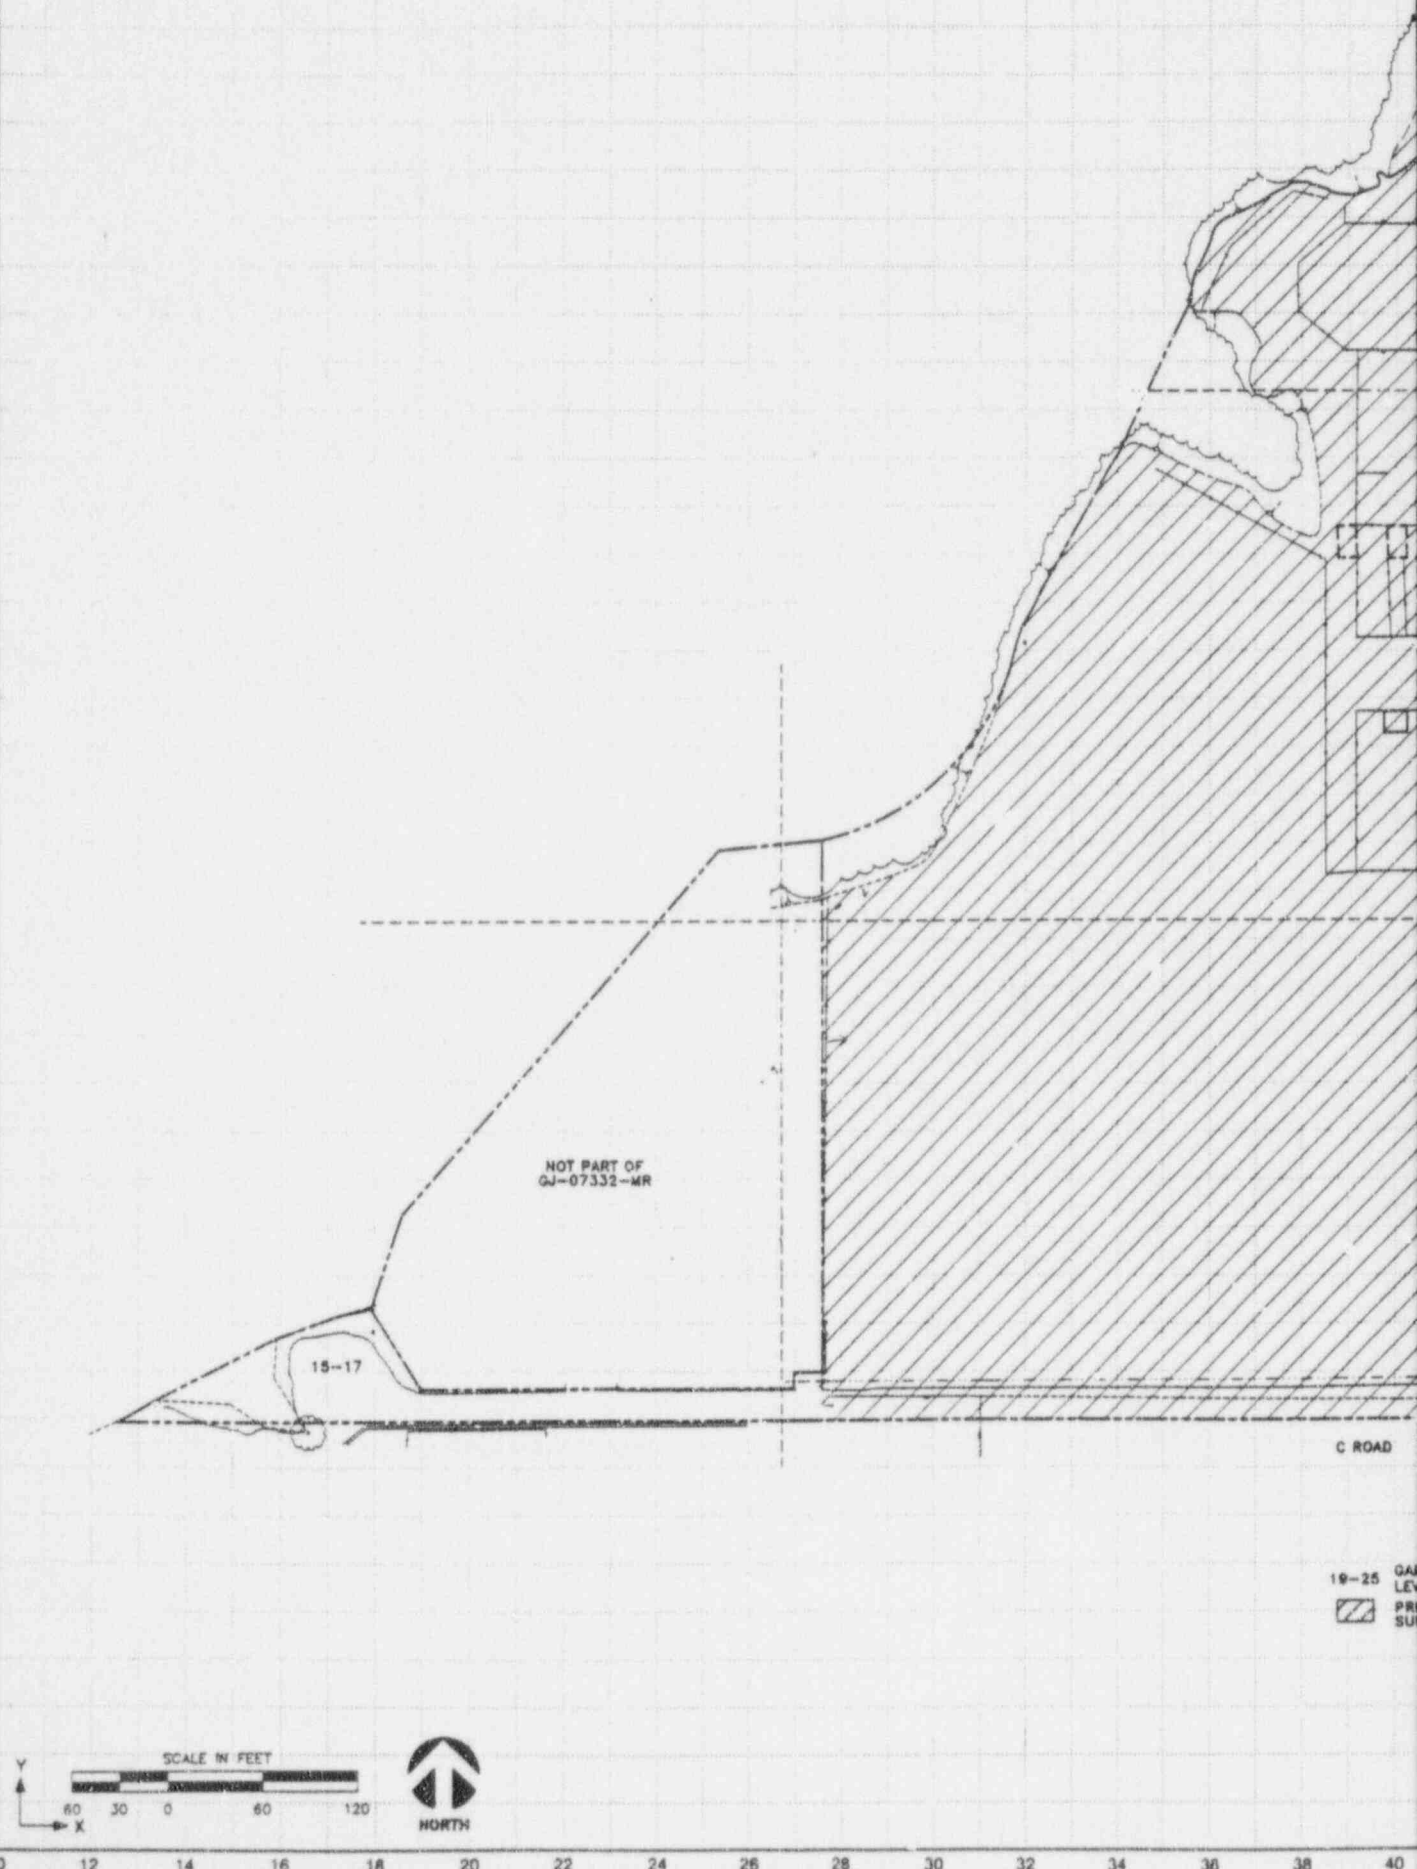 NOT PART OF
GJ-07332-MR
15-17
C ROAD
19-25
SCALE IN FEET
Y
X
60 30 0 60 120
NORTH
12 14 16 18 20 22 24 26 28 30 32 34 36 38 40